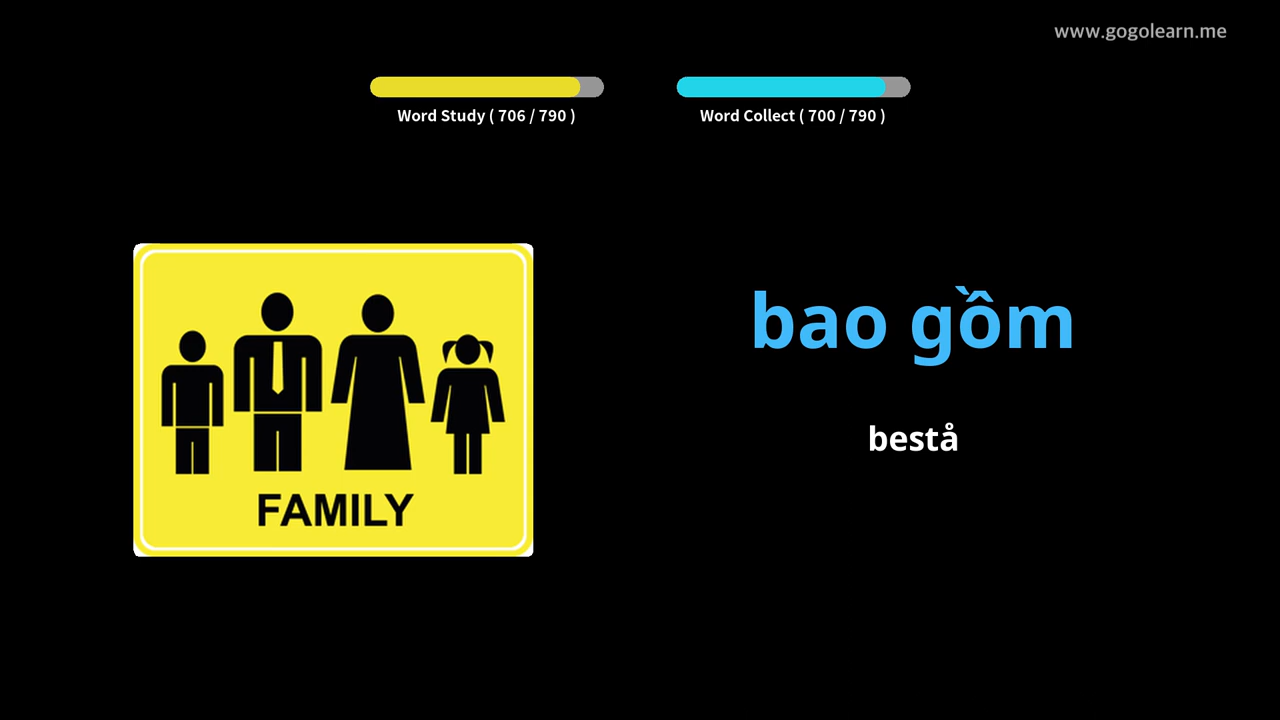 www.gogolearn.me
Word Study ( 706 / 790 )
Word Collect ( 700 / 790 )
bao gồm
bestå
FAMILY